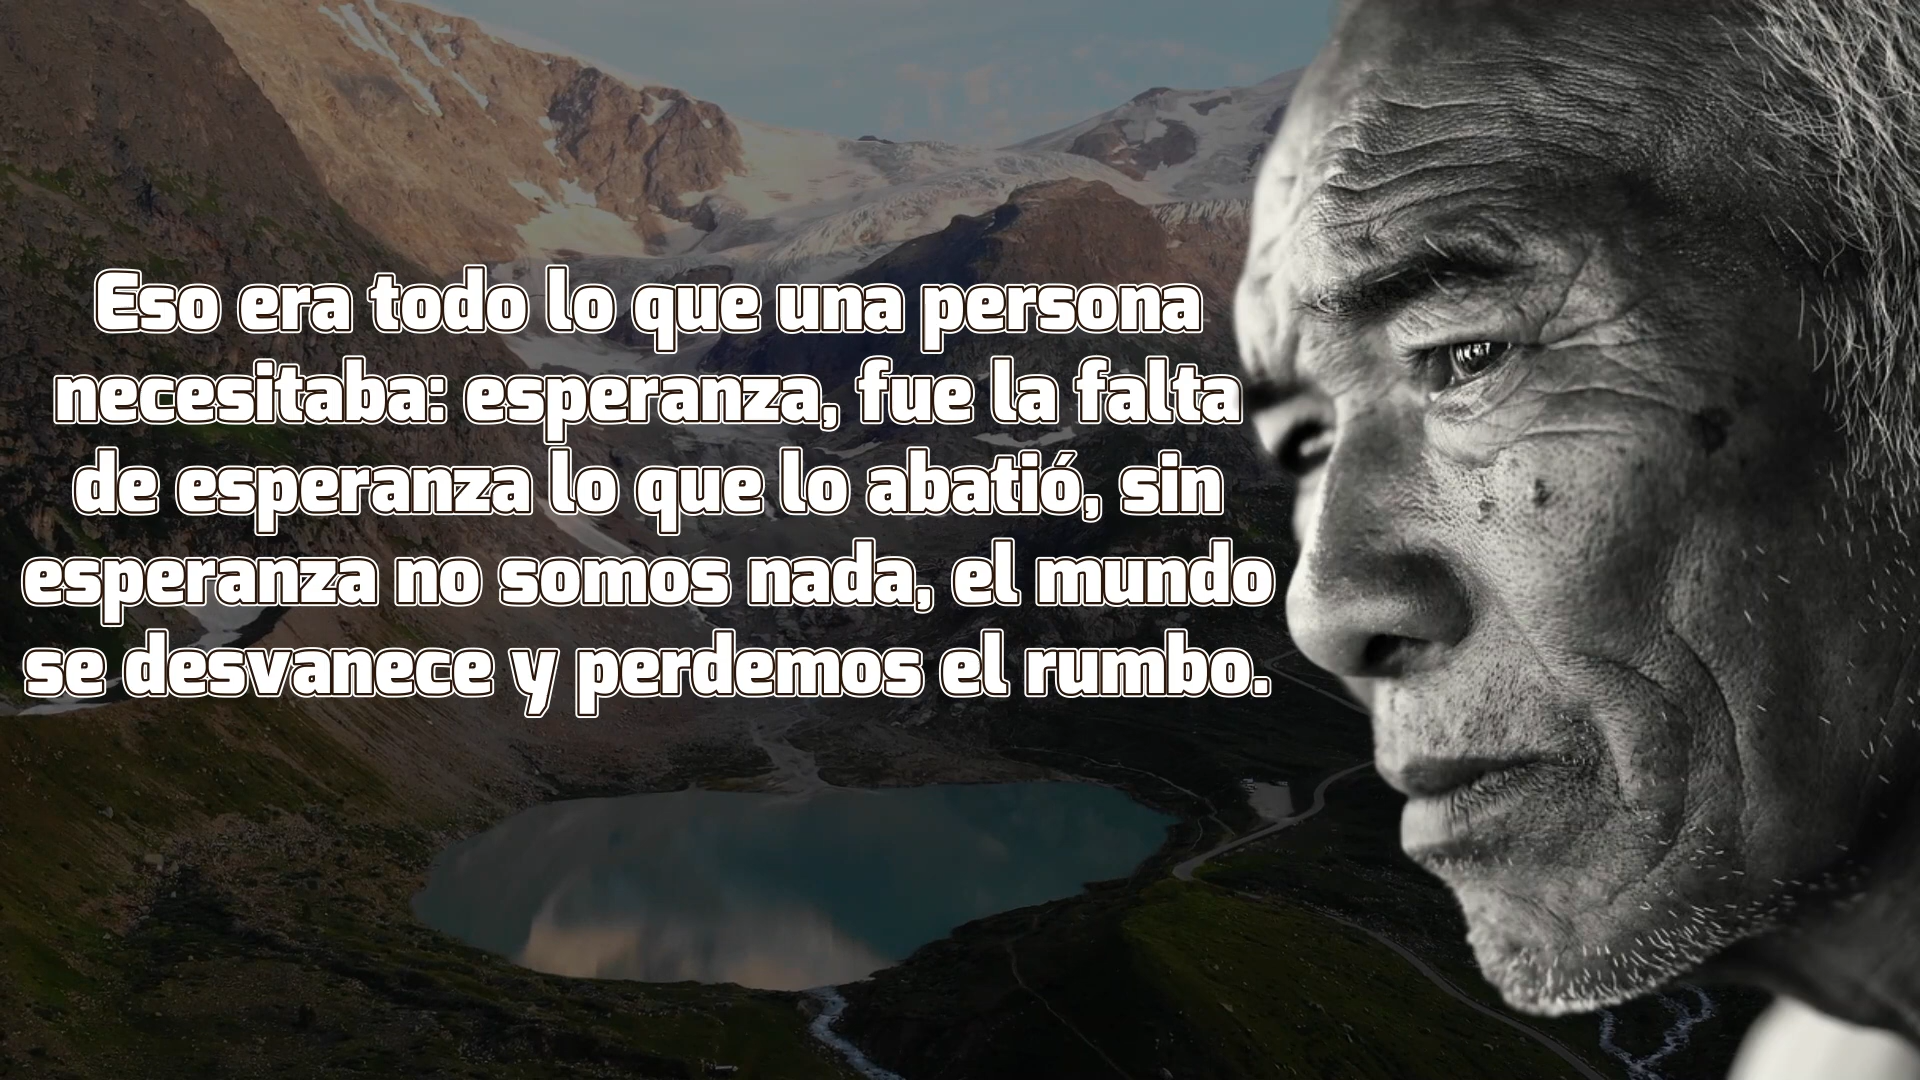 Eso era todo lo que una persona
necesitaba: esperanza, fue la falta
de esperanza lo que lo abatió, sin
esperanza no somos nada, el mundo
se desvanece y perdemos el rumbo.